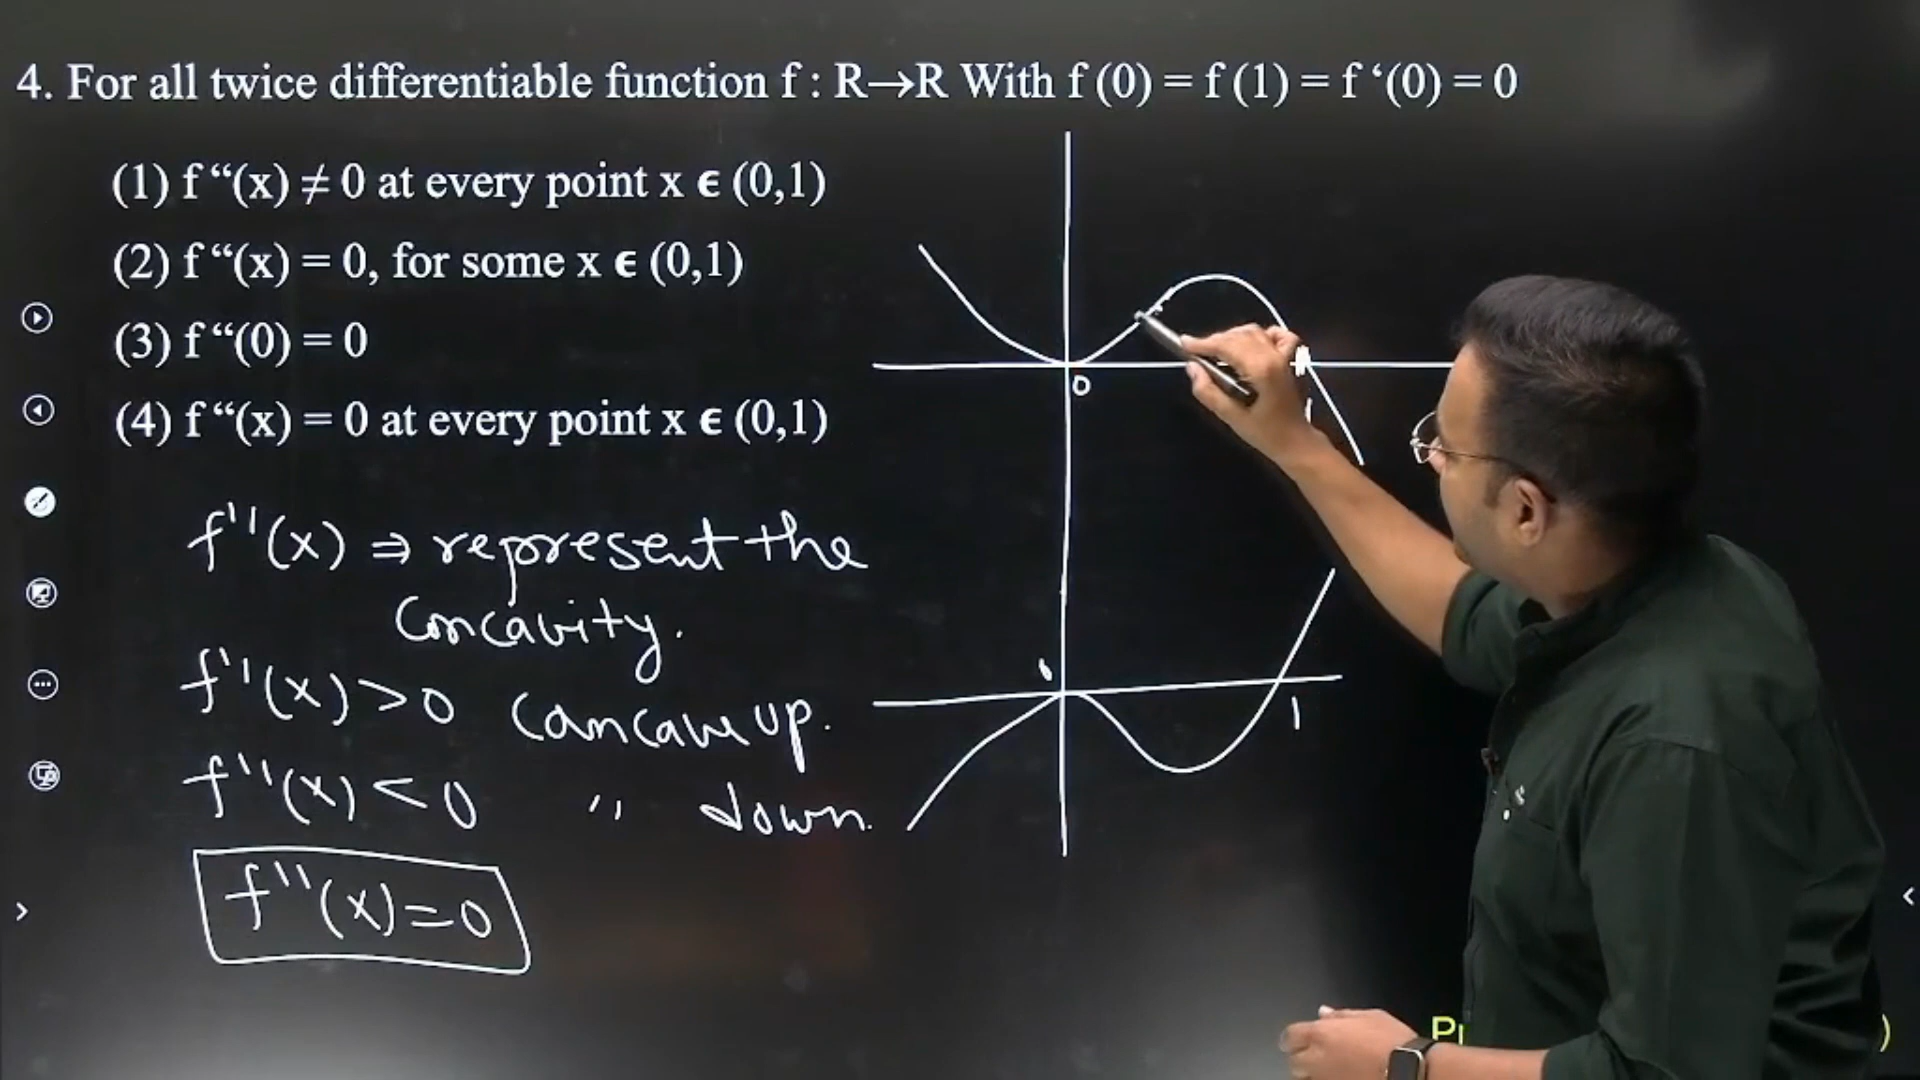 4. For all twice differentiable function f : R→R With f (0) = f (1) = f ‘(0) = 0
(1) f “(x) ≠ 0 at every point x ϵ (0,1)
(2) f “(x) = 0, for some x ϵ (0,1)
(3) f “(0) = 0
(4) f “(x) = 0 at every point x ϵ (0,1)
f''(x) ⇒ represent the
concavity.
f''(x) > 0 concave up.
f''(x) < 0 " down.
f''(x) = 0
0
1
0
1